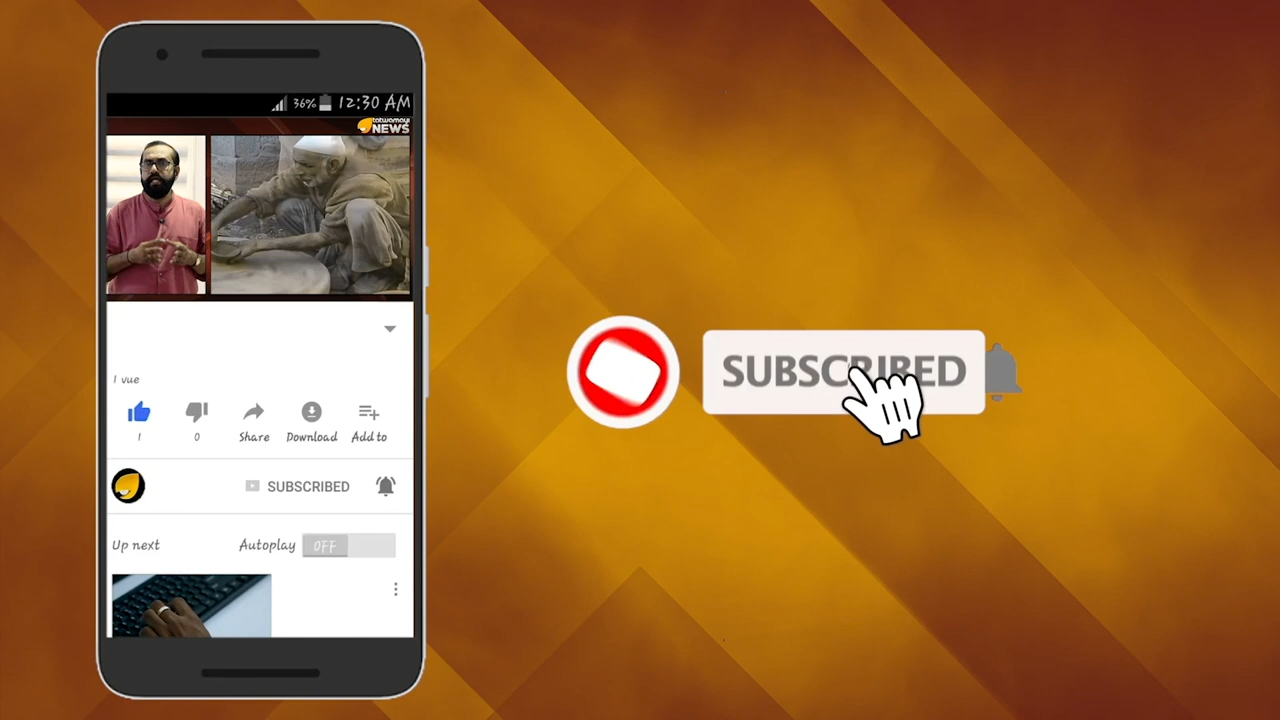 36% 12:30 AM
tatwamayi
NEWS
1 vue
1 0 Share Download Add to
SUBSCRIBED
Up next Autoplay OFF
SUBSCRIBED